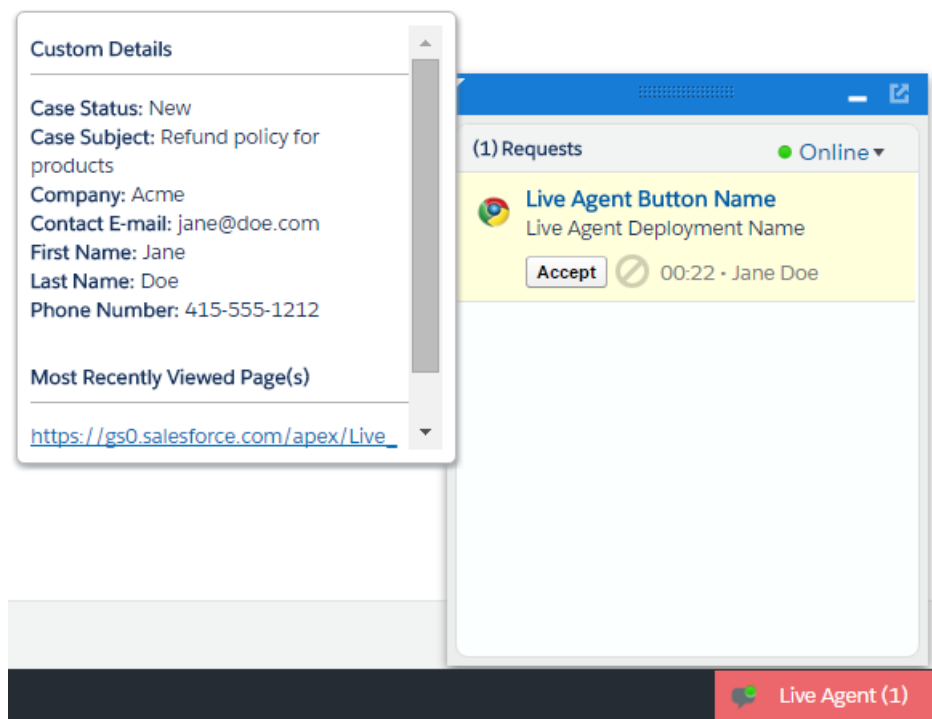 Custom Details
Case Status: New
Case Subject: Refund policy for
products
Company: Acme
Contact E-mail: jane@doe.com
First Name: Jane
Last Name: Doe
Phone Number: 415-555-1212
Most Recently Viewed Page(s)
https://gs0.salesforce.com/apex/Live_
(1) Requests
Online
Live Agent Button Name
Live Agent Deployment Name
Accept
00:22 • Jane Doe
Live Agent (1)